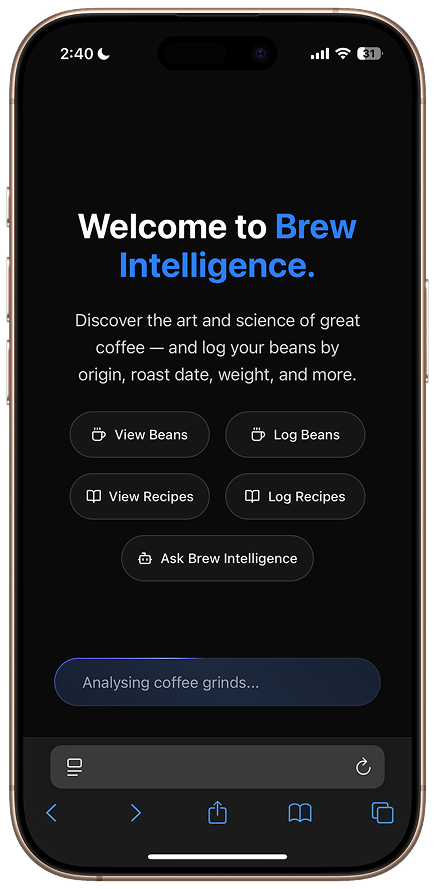 2:40
31
Welcome to Brew
Intelligence.
Discover the art and science of great
coffee — and log your beans by
origin, roast date, weight, and more.
View Beans
Log Beans
View Recipes
Log Recipes
Ask Brew Intelligence
Analysing coffee grinds...